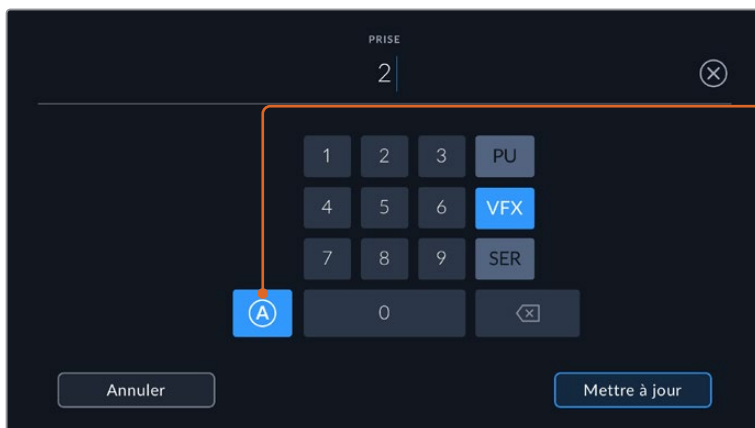 PRISE
2
1 2 3 PU
4 5 6 VFX
7 8 9 SER
A 0
Annuler Mettre à jour